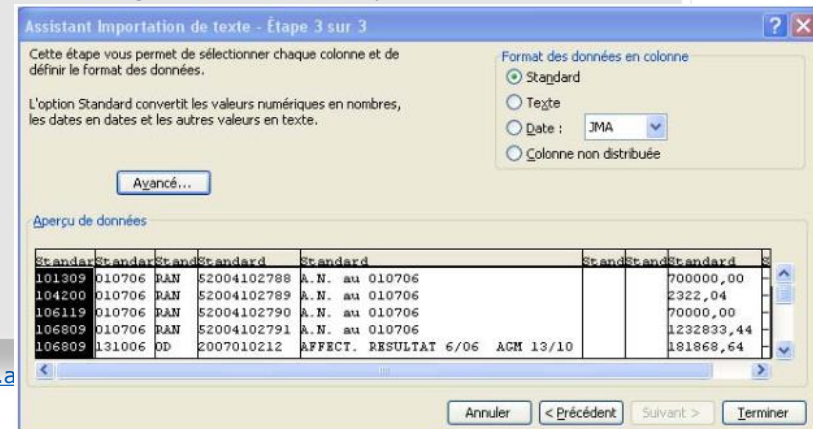 Assistant Importation de texte - Étape 3 sur 3
Cette étape vous permet de sélectionner chaque colonne et de
définir le format des données.
L'option Standard convertit les valeurs numériques en nombres,
les dates en dates et les autres valeurs en texte.
Avancé...
Format des données en colonne
Standard
Texte
Date : JMA
Colonne non distribuée
Aperçu de données
Standar Standar Stand Standard Standard Stand Stand Standard S
101309 010706 RAN 52004102788 A.N. au 010706 700000,00 -
104200 010706 RAN 52004102789 A.N. au 010706 2322,04 -
106119 010706 RAN 52004102790 A.N. au 010706 70000,00 -
106809 010706 RAN 52004102791 A.N. au 010706 1232833,44 -
106809 131006 OD 2007010212 AFFECT. RESULTAT 6/06 AGM 13/10 181868,64 -
.a
Annuler < Précédent Suivant > Terminer